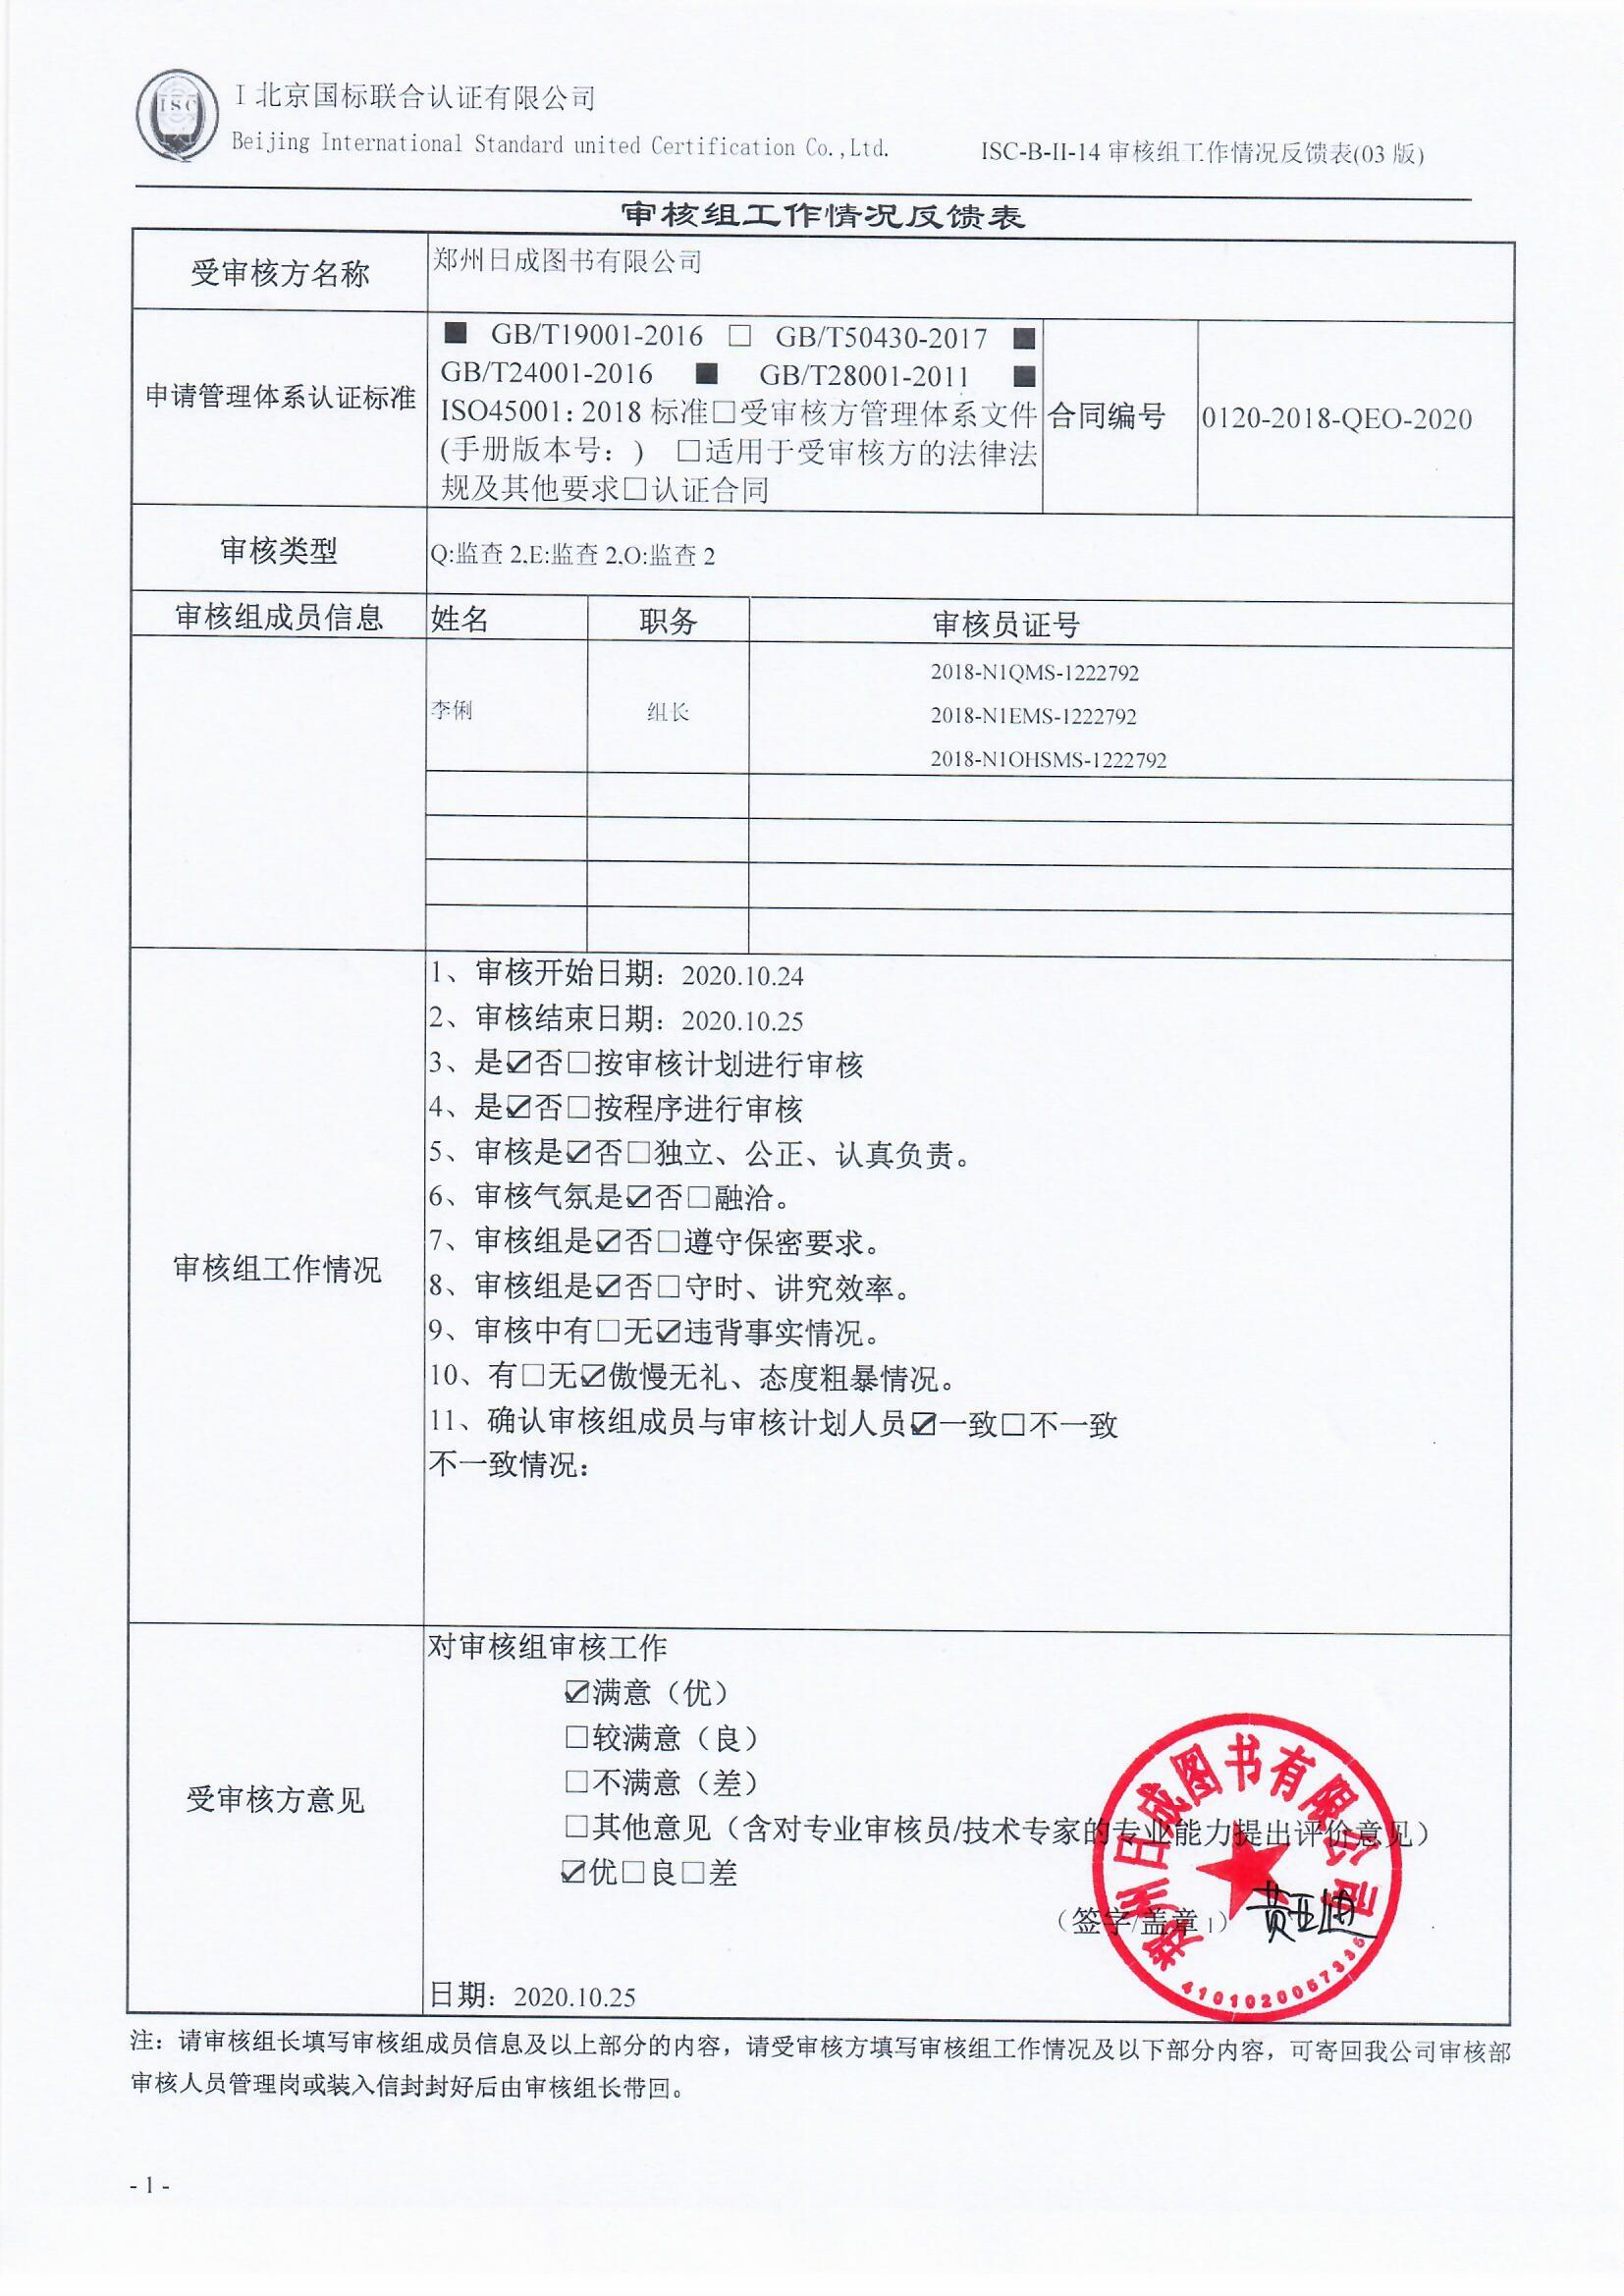 ISC
I 北京国标联合认证有限公司
Beijing International Standard united Certification Co.,Ltd.
ISC-B-II-14 审核组工作情况反馈表(03 版)
审核组工作情况反馈表
受审核方名称
郑州日成图书有限公司
申请管理体系认证标准
■ GB/T19001-2016 □ GB/T50430-2017 ■
GB/T24001-2016 ■ GB/T28001-2011 ■
ISO45001：2018 标准□受审核方管理体系文件
(手册版本号：) □适用于受审核方的法律法
规及其他要求□认证合同
合同编号
0120-2018-QEO-2020
审核类型
Q:监查 2,E:监查 2,O:监查 2
审核组成员信息
姓名
职务
审核员证号
李俐
组长
2018-N1QMS-1222792
2018-N1EMS-1222792
2018-N1OHSMS-1222792
审核组工作情况
1、审核开始日期：2020.10.24
2、审核结束日期：2020.10.25
3、是☑否□按审核计划进行审核
4、是☑否□按程序进行审核
5、审核是☑否□独立、公正、认真负责。
6、审核气氛是☑否□融洽。
7、审核组是☑否□遵守保密要求。
8、审核组是☑否□守时、讲究效率。
9、审核中有□无☑违背事实情况。
10、有□无☑傲慢无礼、态度粗暴情况。
11、确认审核组成员与审核计划人员☑一致□不一致
不一致情况：
受审核方意见
对审核组审核工作
☑满意（优）
□较满意（良）
□不满意（差）
□其他意见（含对专业审核员/技术专家的专业能力提出评价意见）
☑优□良□差
（签字/盖章 1）
郑州日成图书有限公司
4101020057335
日期：2020.10.25
注：请审核组长填写审核组成员信息及以上部分的内容，请受审核方填写审核组工作情况及以下部分内容，可寄回我公司审核部
审核人员管理岗或装入信封封好后由审核组长带回。
- 1 -